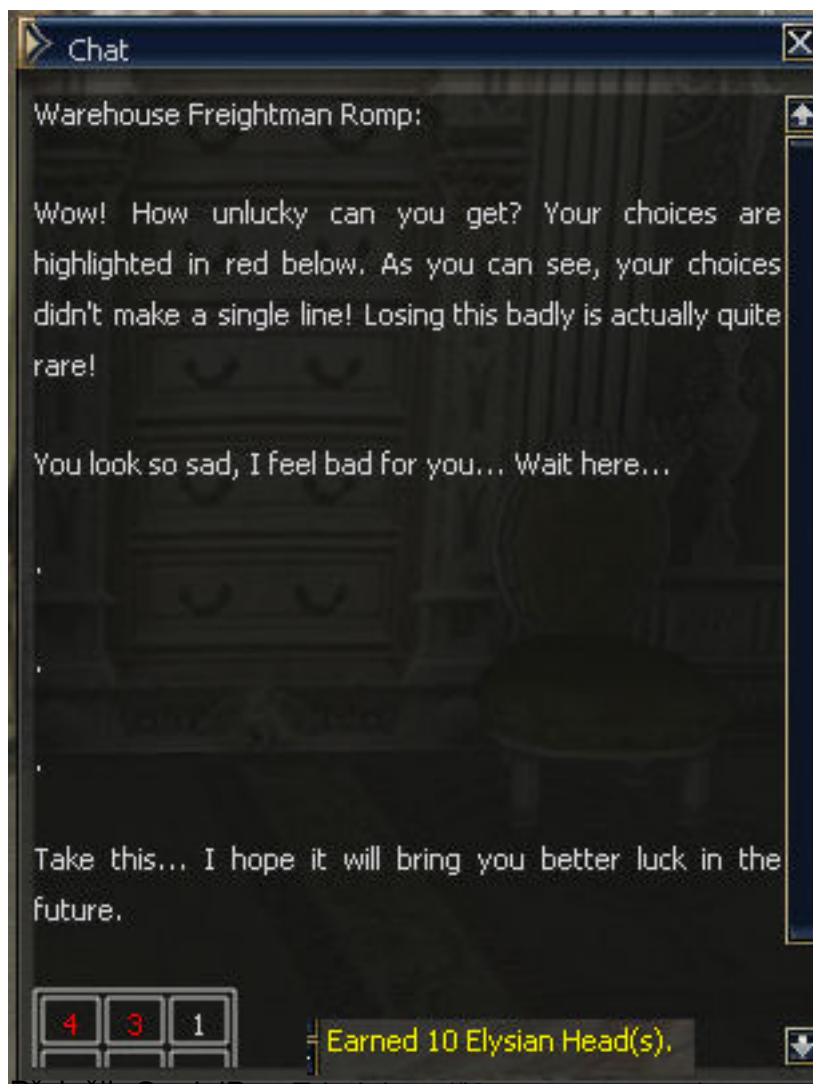 Chat
Warehouse Freightman Romp:
Wow! How unlucky can you get? Your choices are
highlighted in red below. As you can see, your choices
didn't make a single line! Losing this badly is actually quite
rare!
You look so sad, I feel bad for you... Wait here...
.
.
.
Take this... I hope it will bring you better luck in the
future.
4 3 1
Earned 10 Elysian Head(s).